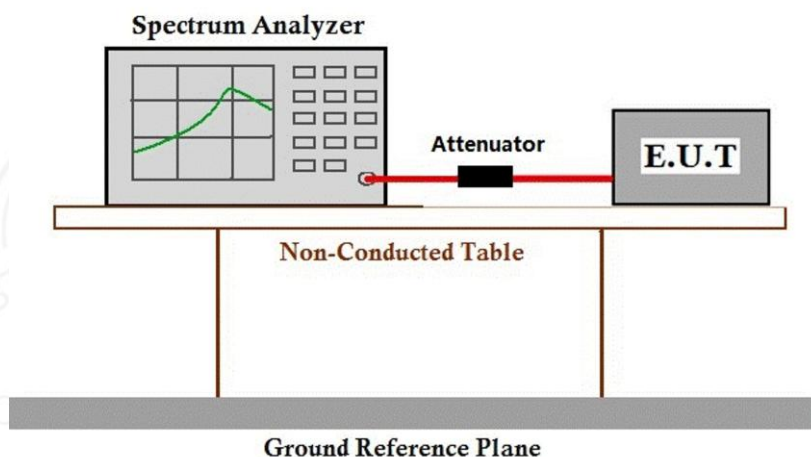 Spectrum Analyzer
Attenuator
E.U.T
Non-Conducted Table
Ground Reference Plane